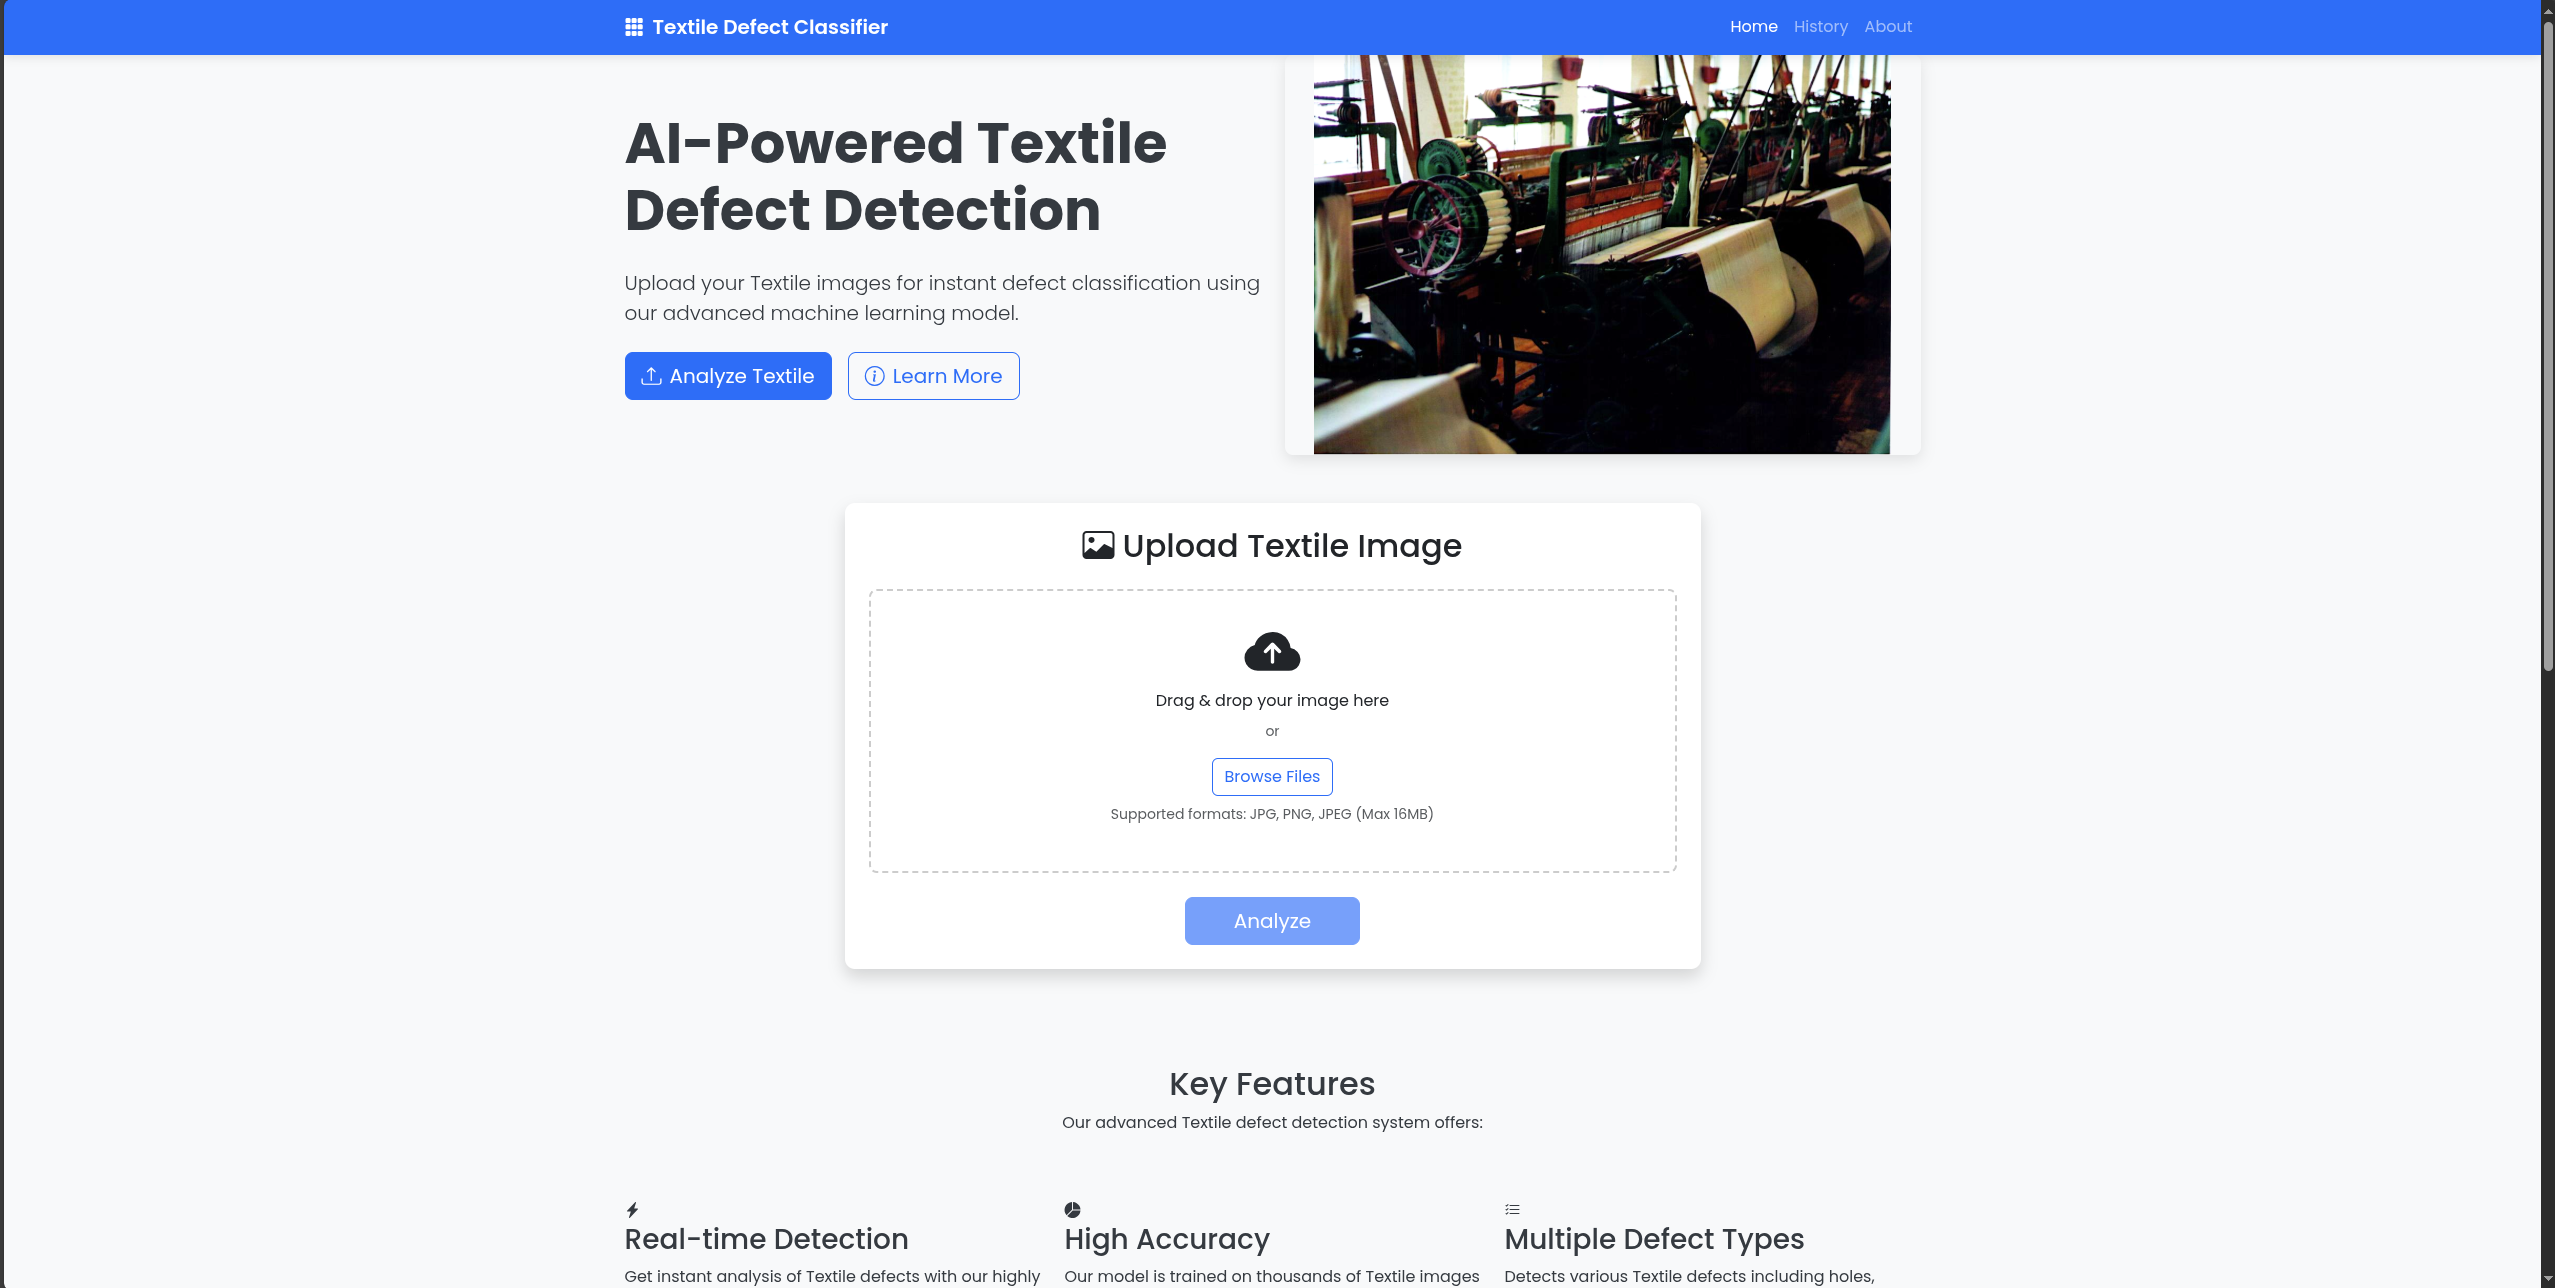 Textile Defect Classifier
Home History About
AI-Powered Textile
Defect Detection
Upload your Textile images for instant defect classification using
our advanced machine learning model.
Analyze Textile
Learn More
Upload Textile Image
Drag & drop your image here
or
Browse Files
Supported formats: JPG, PNG, JPEG (Max 16MB)
Analyze
Key Features
Our advanced Textile defect detection system offers:
Real-time Detection
Get instant analysis of Textile defects with our highly
High Accuracy
Our model is trained on thousands of Textile images
Multiple Defect Types
Detects various Textile defects including holes,